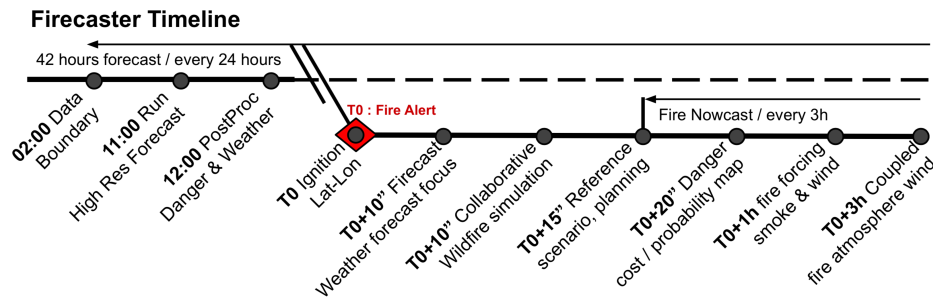 Firecaster Timeline
42 hours forecast / every 24 hours
T0 : Fire Alert
Fire Nowcast / every 3h
02:00 Data
Boundary
11:00 Run
High Res Forecast
12:00 PostProc
Danger & Weather
T0 Ignition
Lat-Lon
T0+10” Firecast
Weather forecast focus
T0+10” Collaborative
Wildfire simulation
T0+15” Reference
scenario, planning
T0+20” Danger
cost / probability map
T0+1h fire forcing
smoke & wind
T0+3h Coupled
fire atmosphere wind